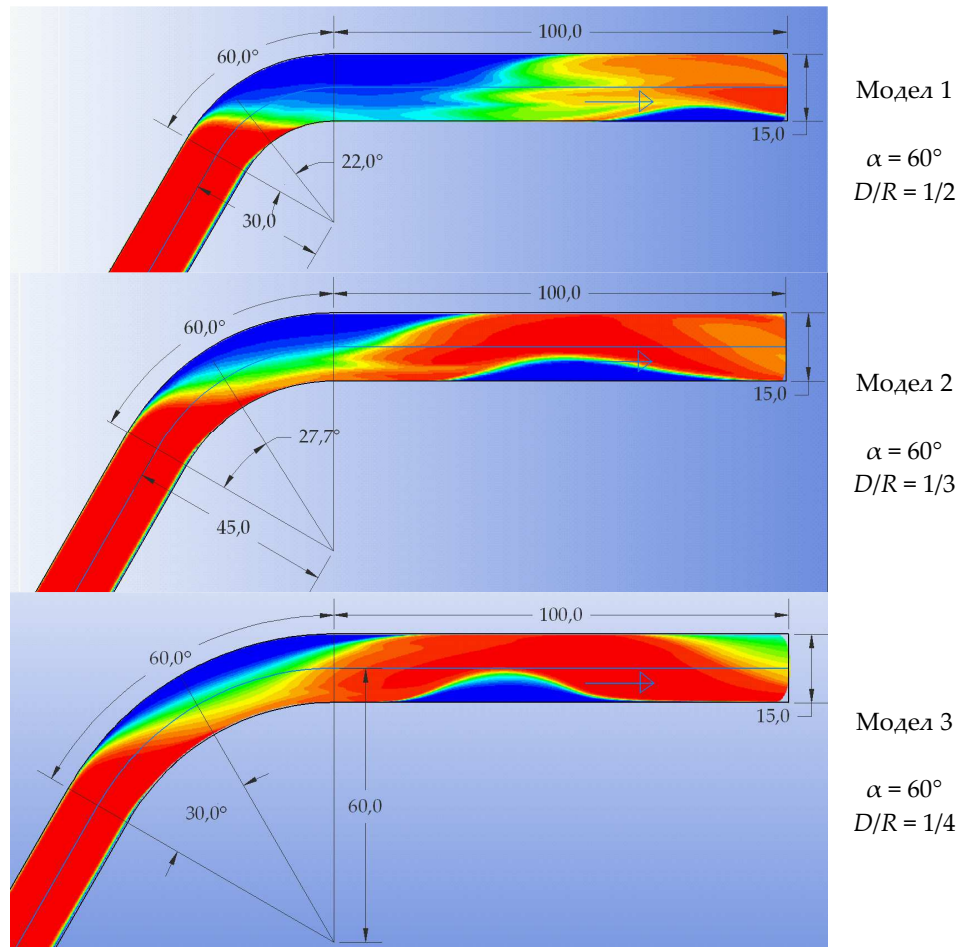 100,0
60,0°
15,0
22,0°
30,0
Модел 1
α = 60°
D/R = 1/2
100,0
60,0°
15,0
27,7°
45,0
Модел 2
α = 60°
D/R = 1/3
100,0
60,0°
15,0
30,0°
60,0
Модел 3
α = 60°
D/R = 1/4